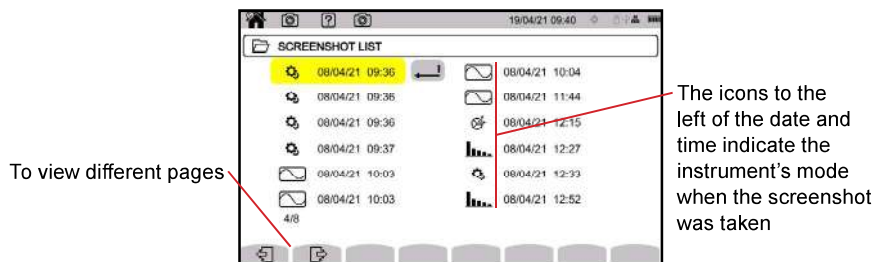 ?
19/04/21 09:40
SCREENSHOT LIST
08/04/21 09:36
08/04/21 09:36
08/04/21 09:36
08/04/21 09:37
08/04/21 10:03
08/04/21 10:03
4/8
08/04/21 10:04
08/04/21 11:44
08/04/21 12:15
08/04/21 12:27
08/04/21 12:33
08/04/21 12:52
To view different pages
The icons to the
left of the date and
time indicate the
instrument's mode
when the screenshot
was taken